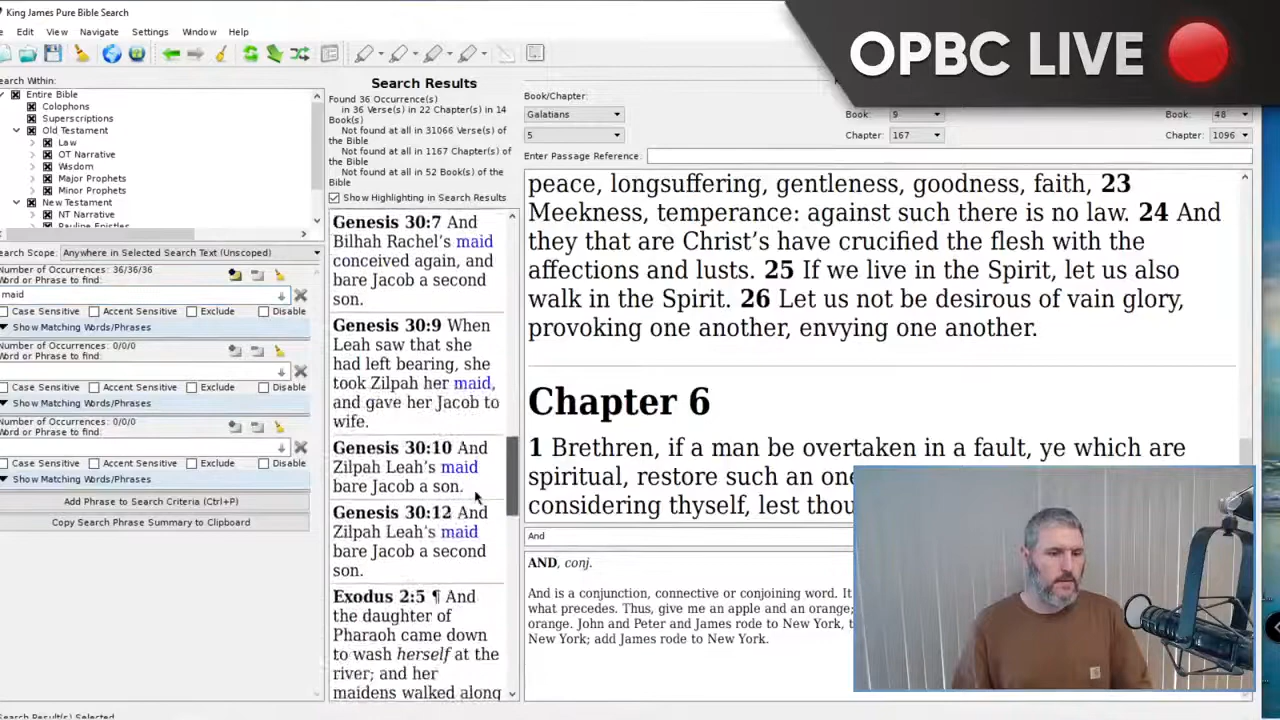 King James Pure Bible Search
Edit View Navigate Settings Window Help
OPBC LIVE
earch Within:
Entire Bible
Colophons
Superscriptions
Old Testament
Law
OT Narrative
Wisdom
Major Prophets
Minor Prophets
New Testament
NT Narrative
Pauline Epistles
earch Scope: Anywhere in Selected Search Text (Unscoped)
Number of Occurrences: 36/36/36
Word or Phrase to find:
maid
Case Sensitive Accent Sensitive Exclude Disable
Show Matching Words/Phrases
Number of Occurrences: 0/0/0
Word or Phrase to find:
Case Sensitive Accent Sensitive Exclude Disable
Show Matching Words/Phrases
Number of Occurrences: 0/0/0
Word or Phrase to find:
Case Sensitive Accent Sensitive Exclude Disable
Show Matching Words/Phrases
Add Phrase to Search Criteria (Ctrl+P)
Copy Search Phrase Summary to Clipboard
Search Results
Found 36 Occurrence(s)
in 36 Verse(s) in 22 Chapter(s) in 14
Book(s)
Not found at all in 31066 Verse(s) of
the Bible
Not found at all in 1167 Chapter(s) of
the Bible
Not found at all in 52 Book(s) of the
Bible
Show Highlighting in Search Results
Genesis 30:7 And
Bilhah Rachel’s maid
conceived again, and
bare Jacob a second
son.
Genesis 30:9 When
Leah saw that she
had left bearing, she
took Zilpah her maid,
and gave her Jacob to
wife.
Genesis 30:10 And
Zilpah Leah’s maid
bare Jacob a son.
Genesis 30:12 And
Zilpah Leah’s maid
bare Jacob a second
son.
Exodus 2:5 ¶ And
the daughter of
Pharaoh came down
to wash herself at the
river; and her
maidens walked along
Book/Chapter:
Galatians
5
Book: 9
Chapter: 167
Book: 48
Chapter: 1096
Enter Passage Reference:
peace, longsuffering, gentleness, goodness, faith, 23
Meekness, temperance: against such there is no law. 24 And
they that are Christ’s have crucified the flesh with the
affections and lusts. 25 If we live in the Spirit, let us also
walk in the Spirit. 26 Let us not be desirous of vain glory,
provoking one another, envying one another.
Chapter 6
1 Brethren, if a man be overtaken in a fault, ye which are
spiritual, restore such an one
considering thyself, lest thou
And
AND, conj.
And is a conjunction, connective or conjoining word. It
what precedes. Thus, give me an apple and an orange;
orange. John and Peter and James rode to New York, t
New York; add James rode to New York.